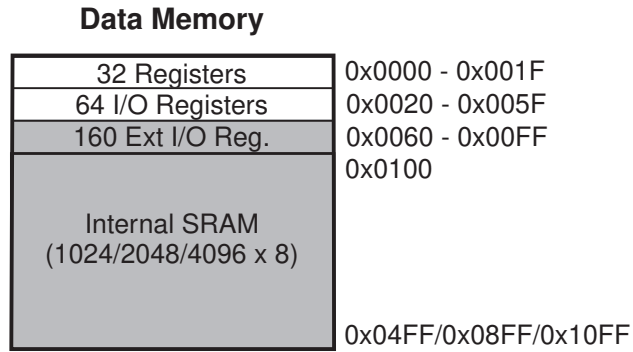 Data Memory
32 Registers 0x0000 - 0x001F
64 I/O Registers 0x0020 - 0x005F
160 Ext I/O Reg. 0x0060 - 0x00FF
0x0100
Internal SRAM
(1024/2048/4096 x 8)
0x04FF/0x08FF/0x10FF